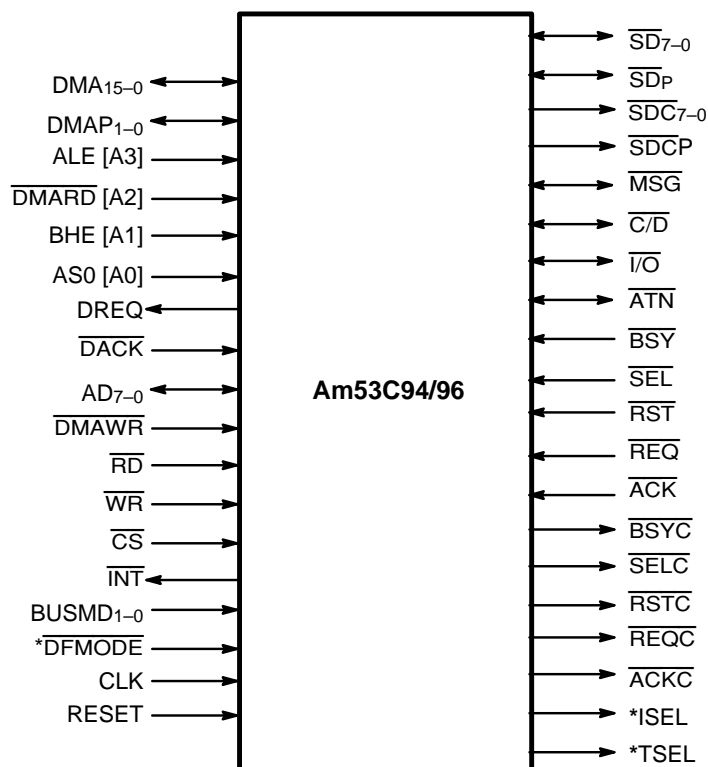 DMA15–0
DMAP1–0
ALE [A3]
DMARD [A2]
BHE [A1]
AS0 [A0]
DREQ
DACK
AD7–0
DMAWR
RD
WR
CS
INT
BUSMD1–0
*DFMODE
CLK
RESET
Am53C94/96
SD7–0
SDP
SDC7–0
SDCP
MSG
C/D
I/O
ATN
BSY
SEL
RST
REQ
ACK
BSYC
SELC
RSTC
REQC
ACKC
*ISEL
*TSEL